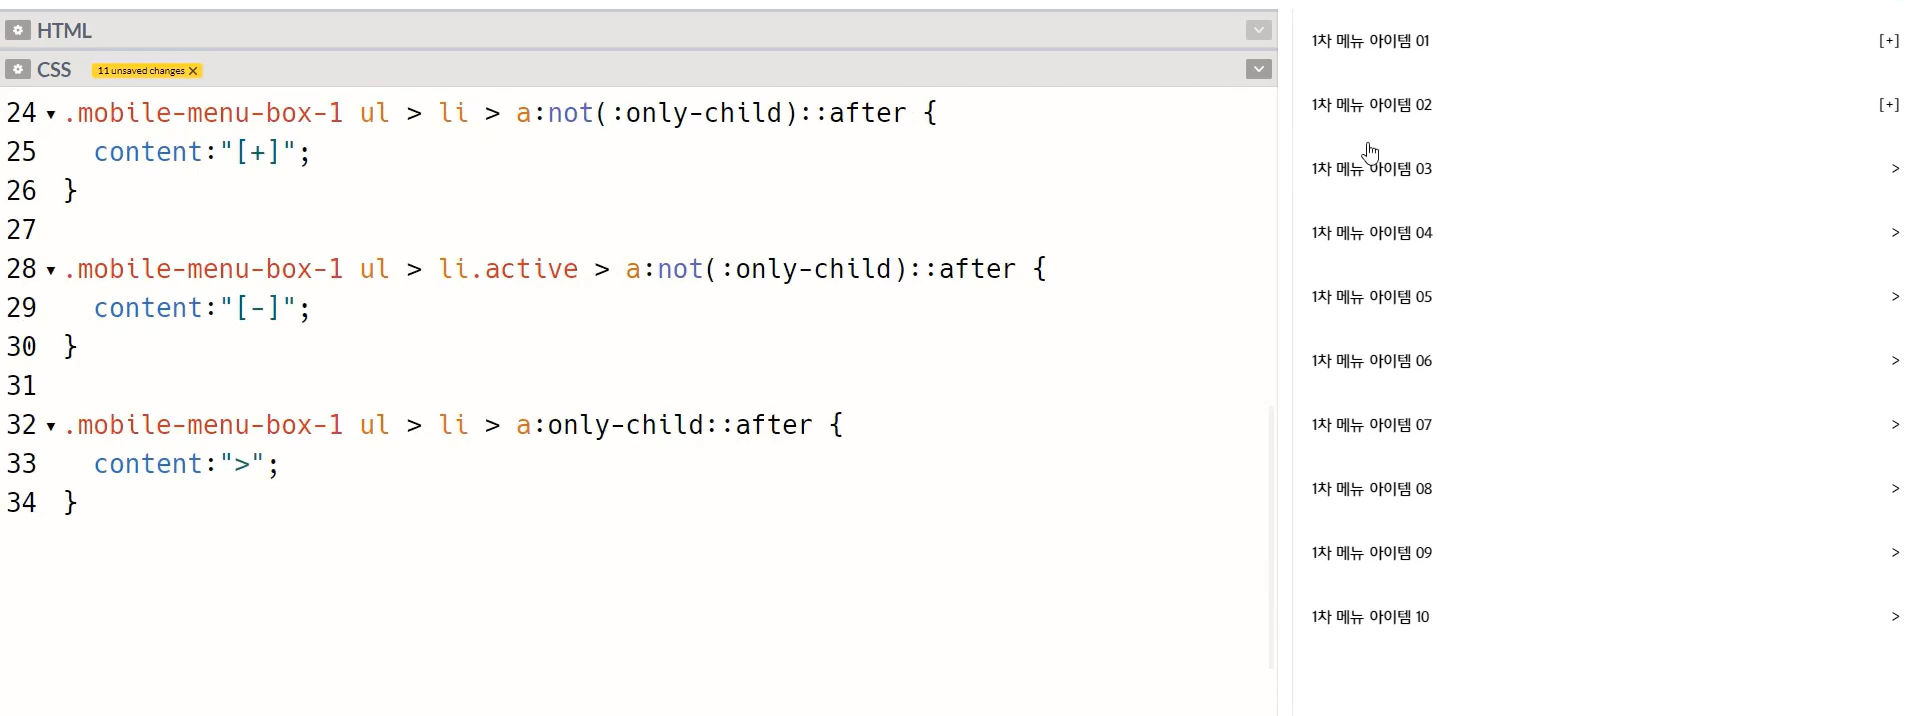 HTML
CSS 11 unsaved changes X
24 .mobile-menu-box-1 ul > li > a:not(:only-child)::after {
25 content:"[+]";
26 }
27
28 .mobile-menu-box-1 ul > li.active > a:not(:only-child)::after {
29 content:"[-]";
30 }
31
32 .mobile-menu-box-1 ul > li > a:only-child::after {
33 content:">";
34 }
1차 메뉴 아이템 01 [+]
1차 메뉴 아이템 02 [+]
1차 메뉴 아이템 03 >
1차 메뉴 아이템 04 >
1차 메뉴 아이템 05 >
1차 메뉴 아이템 06 >
1차 메뉴 아이템 07 >
1차 메뉴 아이템 08 >
1차 메뉴 아이템 09 >
1차 메뉴 아이템 10 >